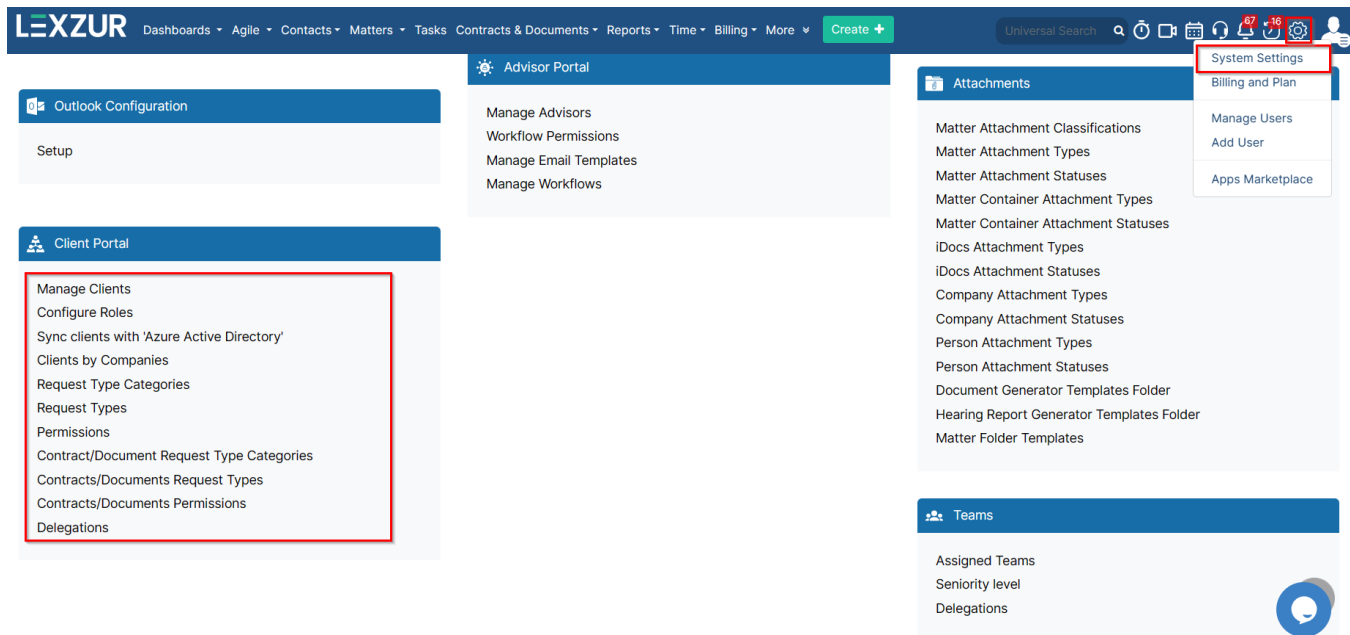 LEXZUR Dashboards Agile Contacts Matters Tasks Contracts & Documents Reports Time Billing More Create + Universal Search 67 -16
System Settings
Billing and Plan
Manage Users
Add User
Apps Marketplace
Outlook Configuration
Setup
Client Portal
Manage Clients
Configure Roles
Sync clients with 'Azure Active Directory'
Clients by Companies
Request Type Categories
Request Types
Permissions
Contract/Document Request Type Categories
Contracts/Documents Request Types
Contracts/Documents Permissions
Delegations
Advisor Portal
Manage Advisors
Workflow Permissions
Manage Email Templates
Manage Workflows
Attachments
Matter Attachment Classifications
Matter Attachment Types
Matter Attachment Statuses
Matter Container Attachment Types
Matter Container Attachment Statuses
iDocs Attachment Types
iDocs Attachment Statuses
Company Attachment Types
Company Attachment Statuses
Person Attachment Types
Person Attachment Statuses
Document Generator Templates Folder
Hearing Report Generator Templates Folder
Matter Folder Templates
Teams
Assigned Teams
Seniority level
Delegations